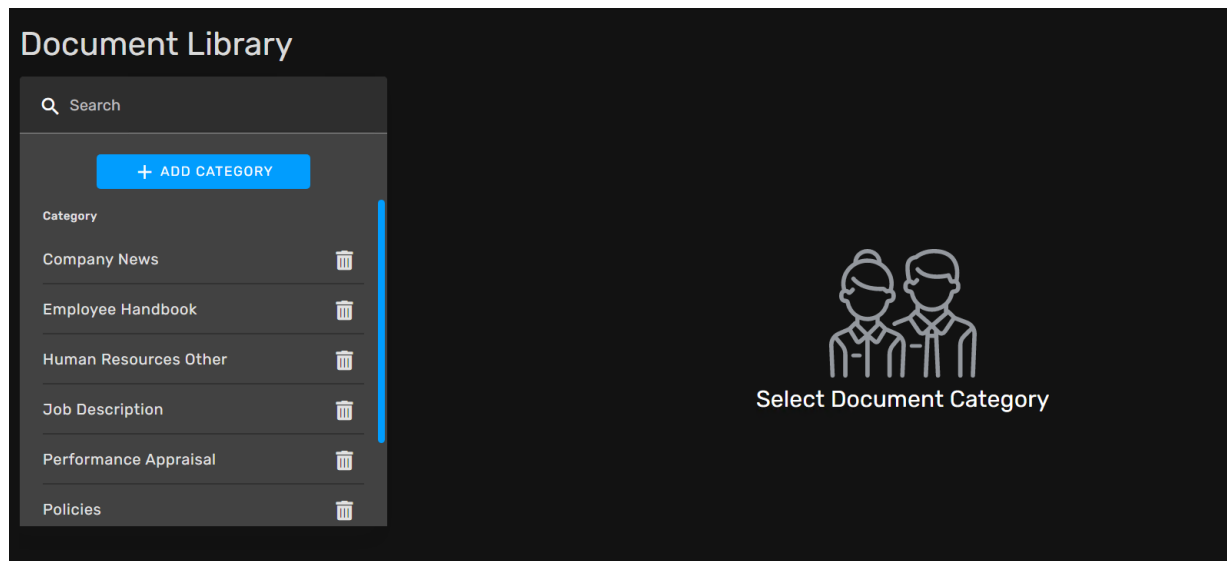 Document Library
Search
+ ADD CATEGORY
Category
Company News
Employee Handbook
Human Resources Other
Job Description
Performance Appraisal
Policies
Select Document Category